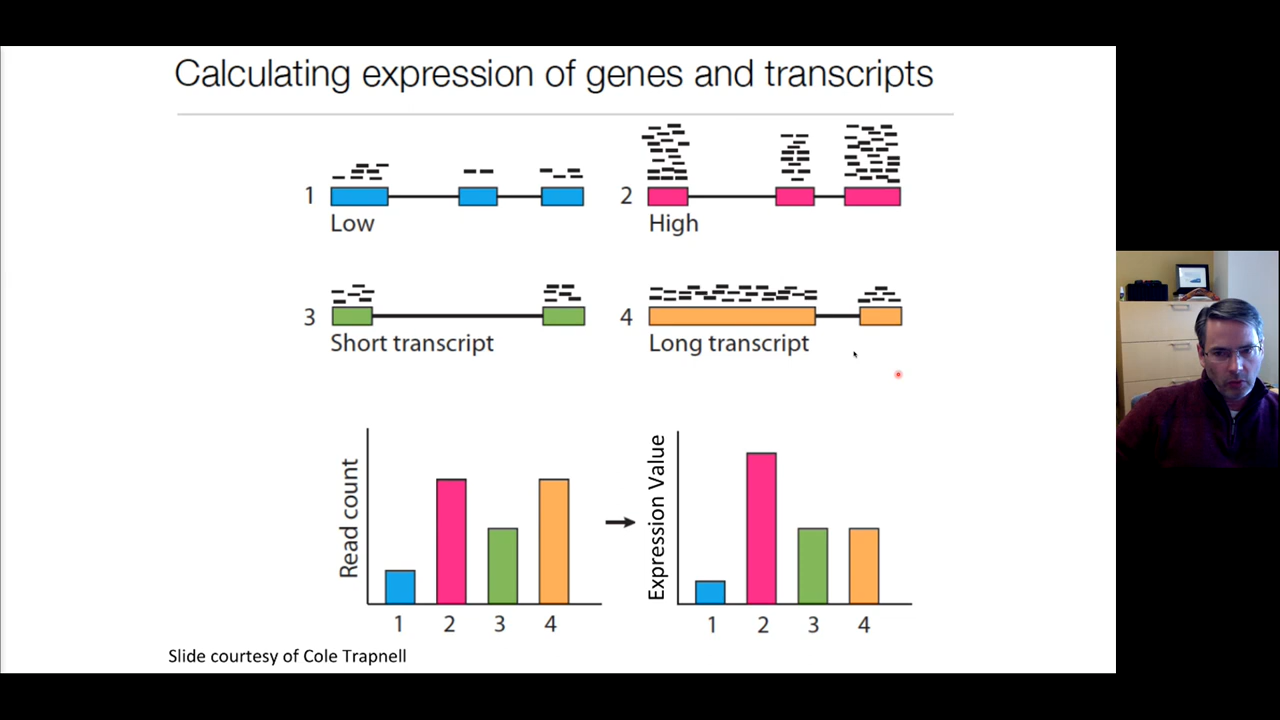 Calculating expression of genes and transcripts
1
Low
2
High
3
Short transcript
4
Long transcript
Read count
1 2 3 4
Expression Value
1 2 3 4
Slide courtesy of Cole Trapnell